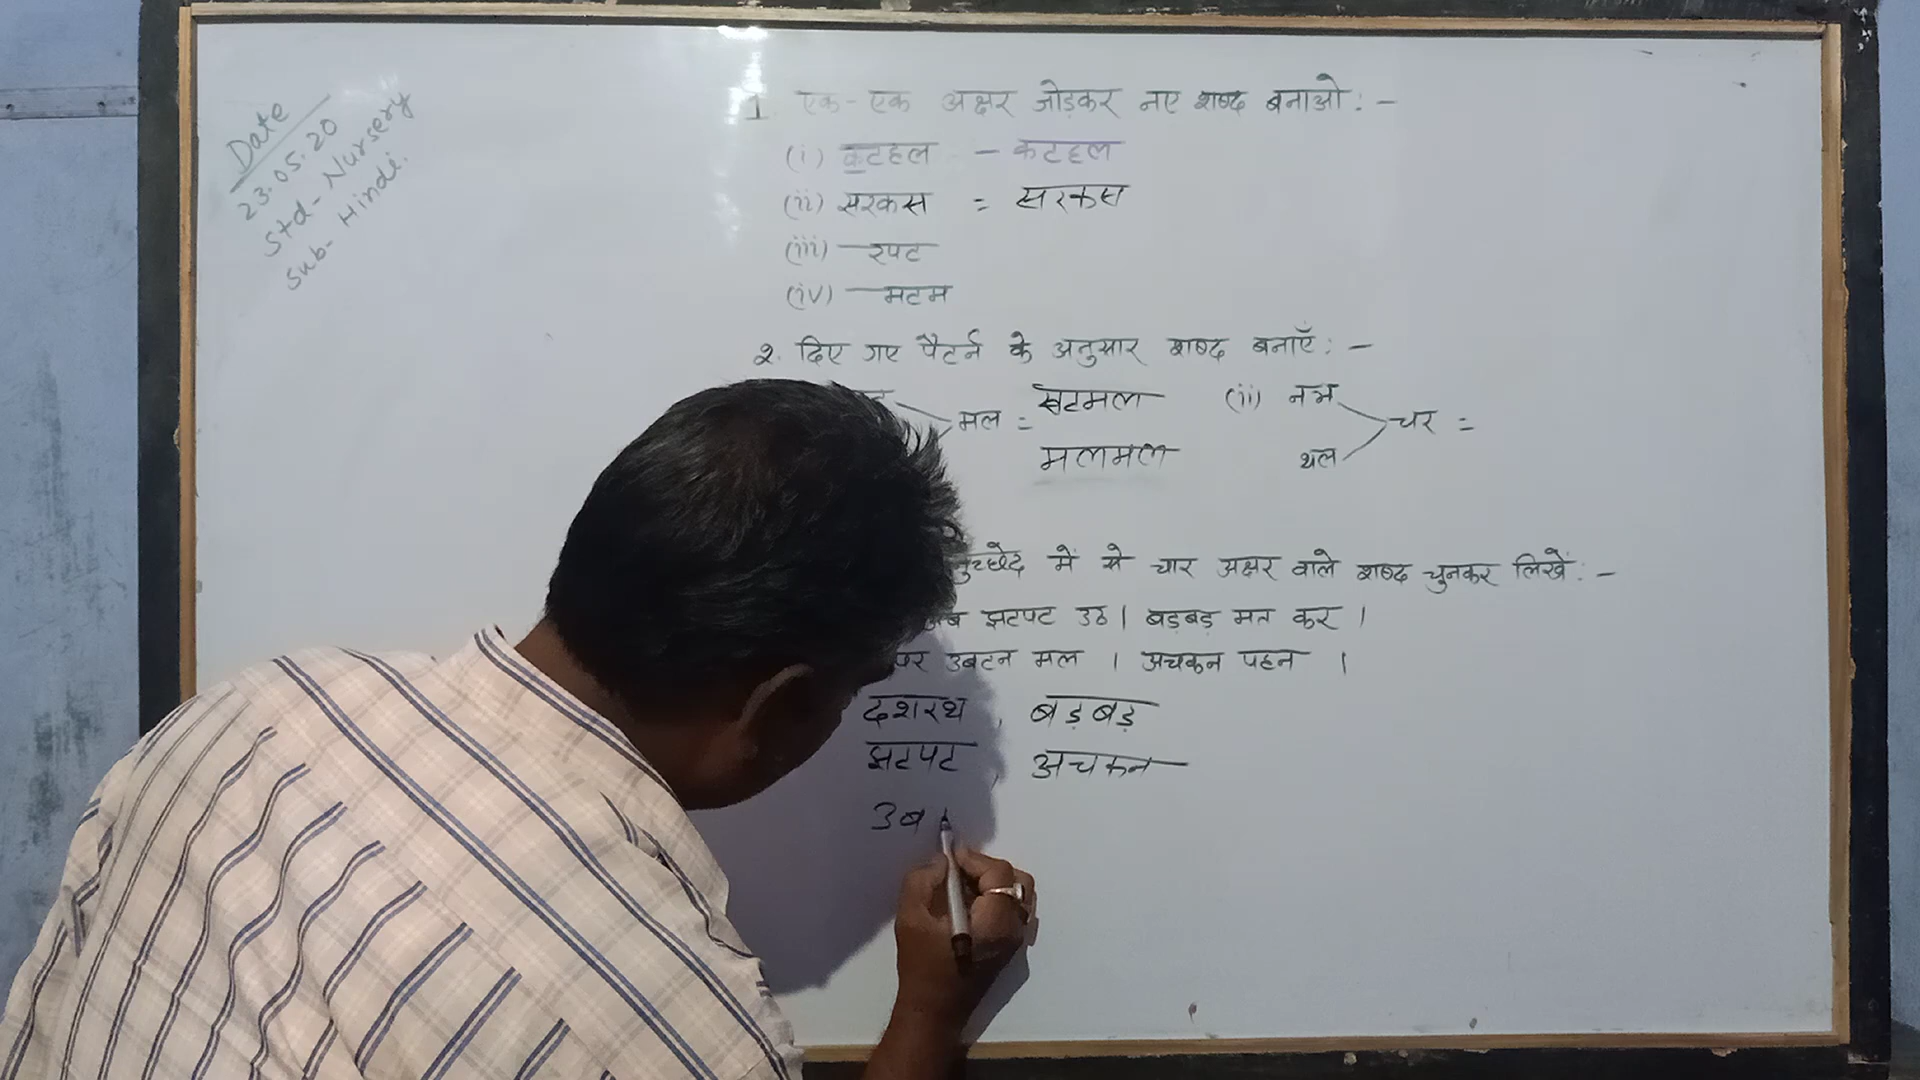 Date
23.05.20
Std- Nursery
Sub- Hindi.
1. एक-एक अक्षर जोड़कर नए शब्द बनाओ:-
(i) कटहल - कटहल
(ii) सरकस = सरकस
(iii) रपट
(iv) मटम
२. दिए गए पैटर्न के अनुसार शब्द बनाएँ:-
मल = खटमल (ii) नभ चर =
मलमल थल
नुच्छेद में से चार अक्षर वाले शब्द चुनकर लिखें:-
झटपट उठ। बड़बड़ मत कर।
पर उबटन मल। अचकन पहन।
दशरथ, बड़बड़
झटपट, अचकन
उब